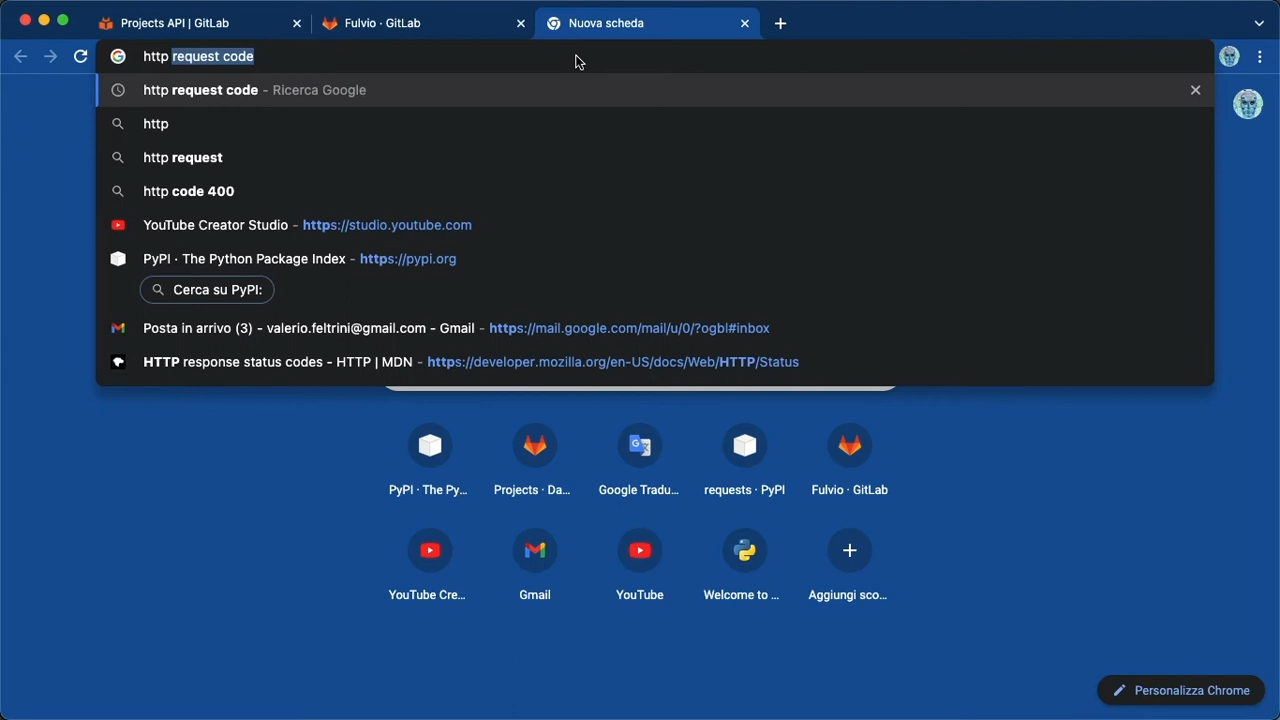 Projects API | GitLab
Fulvio · GitLab
Nuova scheda
http request code
http request code - Ricerca Google
http
http request
http code 400
YouTube Creator Studio - https://studio.youtube.com
PyPI · The Python Package Index - https://pypi.org
Cerca su PyPI:
Posta in arrivo (3) - valerio.feltrini@gmail.com - Gmail - https://mail.google.com/mail/u/0/?ogbl#inbox
HTTP response status codes - HTTP | MDN - https://developer.mozilla.org/en-US/docs/Web/HTTP/Status
PyPI · The Py...
Projects · Da...
Google Tradu...
requests · PyPI
Fulvio · GitLab
YouTube Cre...
Gmail
YouTube
Welcome to ...
Aggiungi sco...
Personalizza Chrome